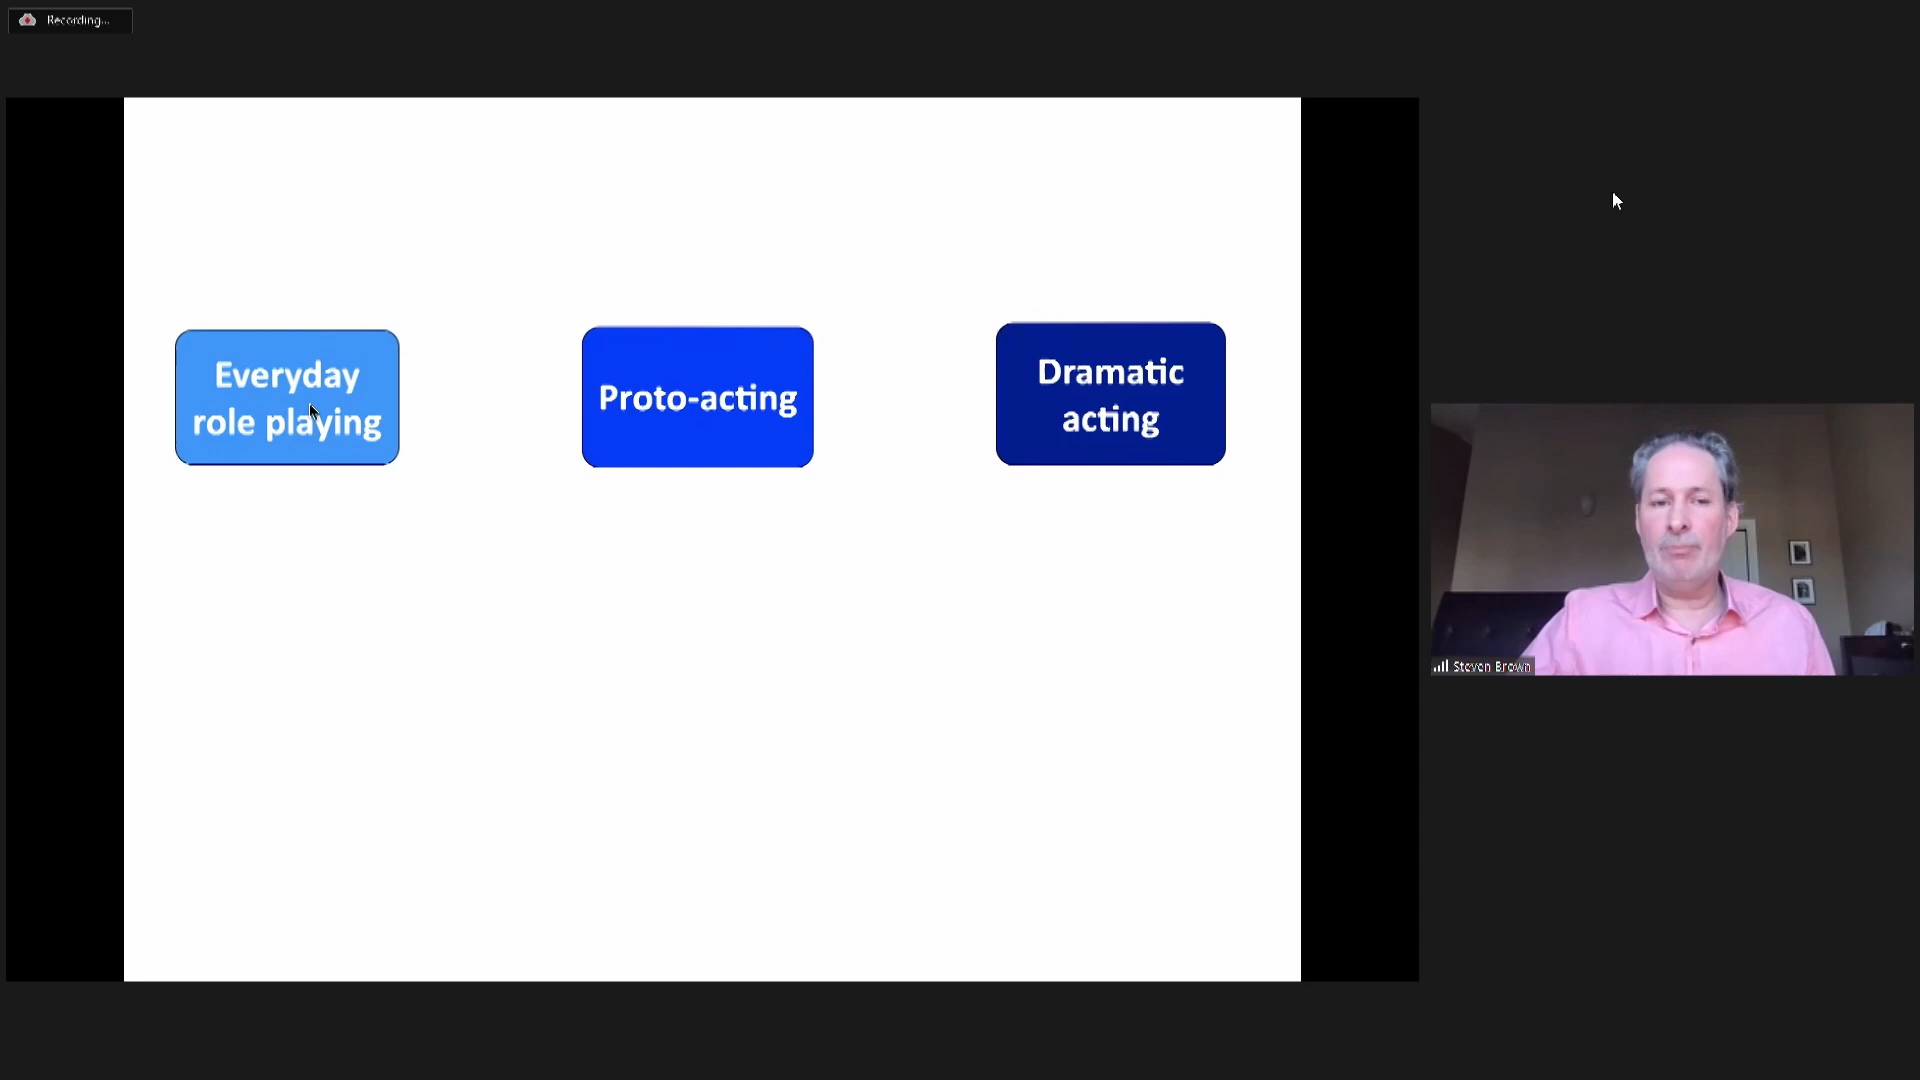 Recording...
Everyday
role playing
Proto-acting
Dramatic
acting
Steven Brown